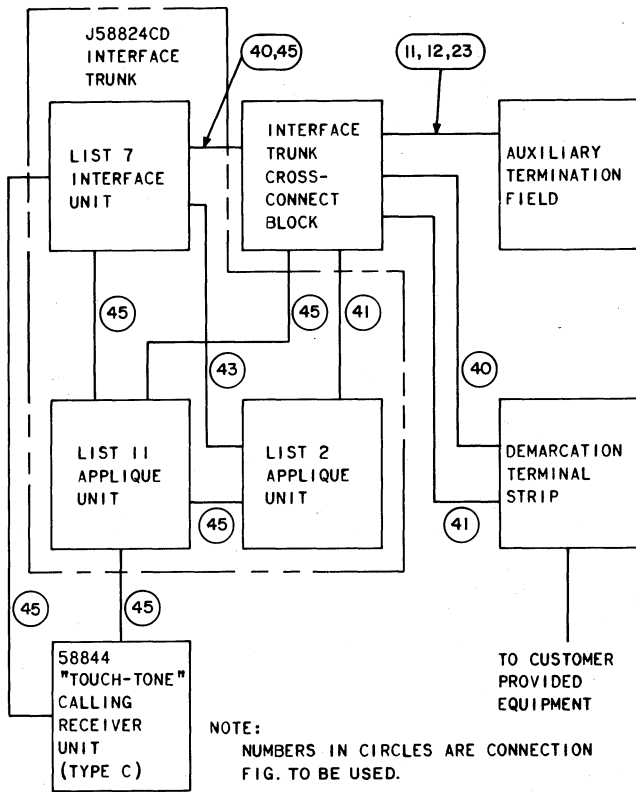 J58824CD
INTERFACE
TRUNK
40,45
11,12,23
LIST 7
INTERFACE
UNIT
INTERFACE
TRUNK
CROSS-
CONNECT
BLOCK
AUXILIARY
TERMINATION
FIELD
45
45
41
43
40
LIST 11
APPLIQUE
UNIT
LIST 2
APPLIQUE
UNIT
DEMARCATION
TERMINAL
STRIP
45
41
45
45
58844
"TOUCH-TONE"
CALLING
RECEIVER
UNIT
(TYPE C)
TO CUSTOMER
PROVIDED
EQUIPMENT
NOTE:
NUMBERS IN CIRCLES ARE CONNECTION
FIG. TO BE USED.